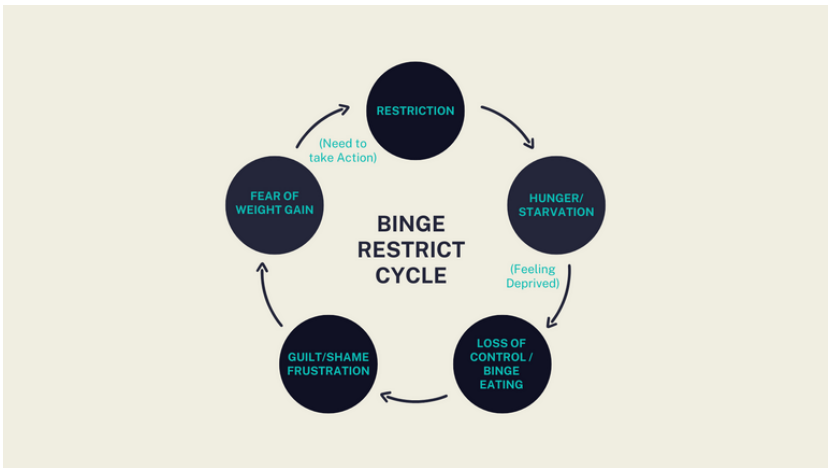 RESTRICTION
(Need to
take Action)
FEAR OF
WEIGHT GAIN
HUNGER/
STARVATION
BINGE
RESTRICT
CYCLE
(Feeling
Deprived)
LOSS OF
CONTROL /
BINGE
EATING
GUILT/SHAME
FRUSTRATION